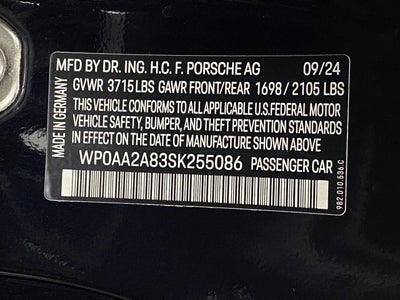 MFD BY DR. ING. H.C. F. PORSCHE AG 09/24
GVWR 3715LBS GAWR FRONT/REAR 1698/2105 LBS
THIS VEHICLE CONFORMS TO ALL APPLICABLE U.S.FEDERAL MOTOR
VEHICLE SAFETY, BUMPER, AND THEFT PREVENTION
STANDARDS IN EFFECT ON THE DATE OF MANUFACTURE SHOWN ABOVE
WP0AA2A83SK255086 PASSENGER CAR
MADE IN GERMANY
982.010.536.C